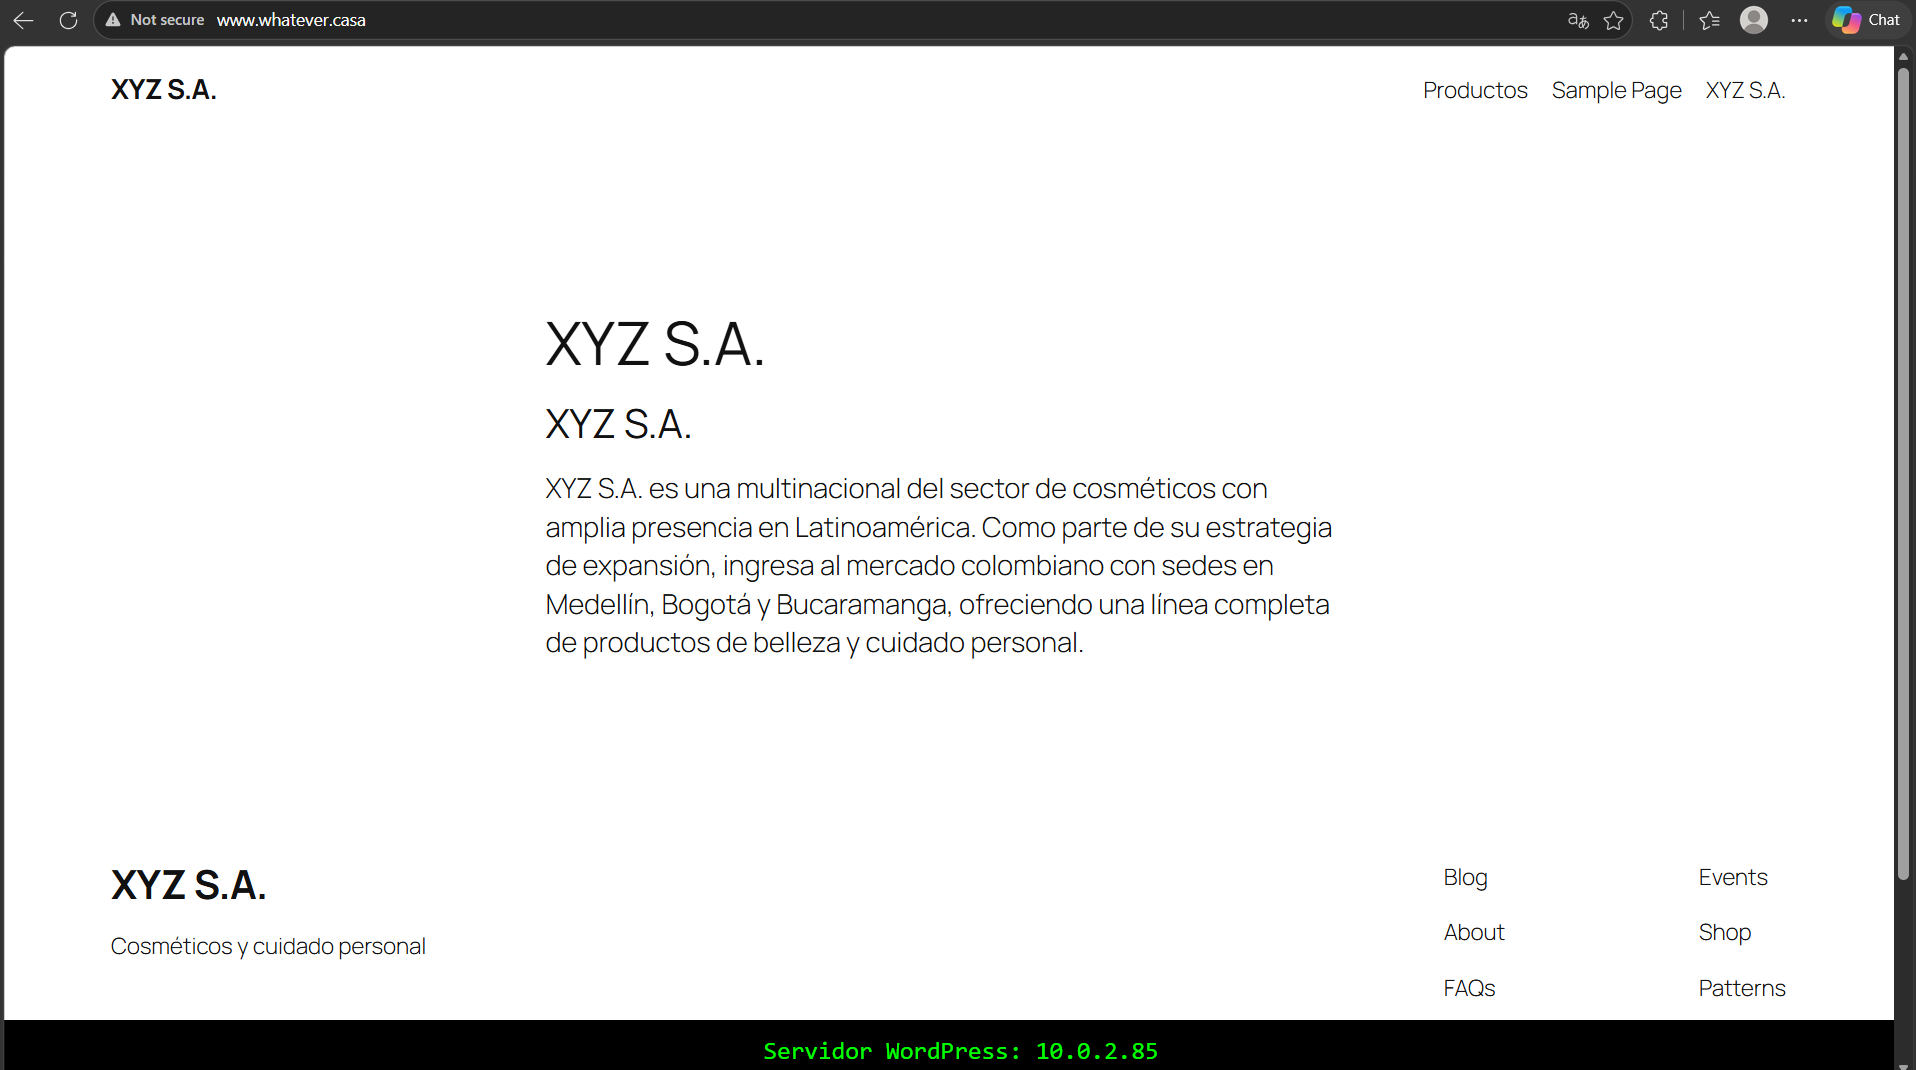 Not secure www.whatever.casa
Chat
XYZ S.A.
Productos Sample Page XYZ S.A.
XYZ S.A.
XYZ S.A.
XYZ S.A. es una multinacional del sector de cosméticos con
amplia presencia en Latinoamérica. Como parte de su estrategia
de expansión, ingresa al mercado colombiano con sedes en
Medellín, Bogotá y Bucaramanga, ofreciendo una línea completa
de productos de belleza y cuidado personal.
XYZ S.A.
Cosméticos y cuidado personal
Blog
About
FAQs
Events
Shop
Patterns
Servidor WordPress: 10.0.2.85